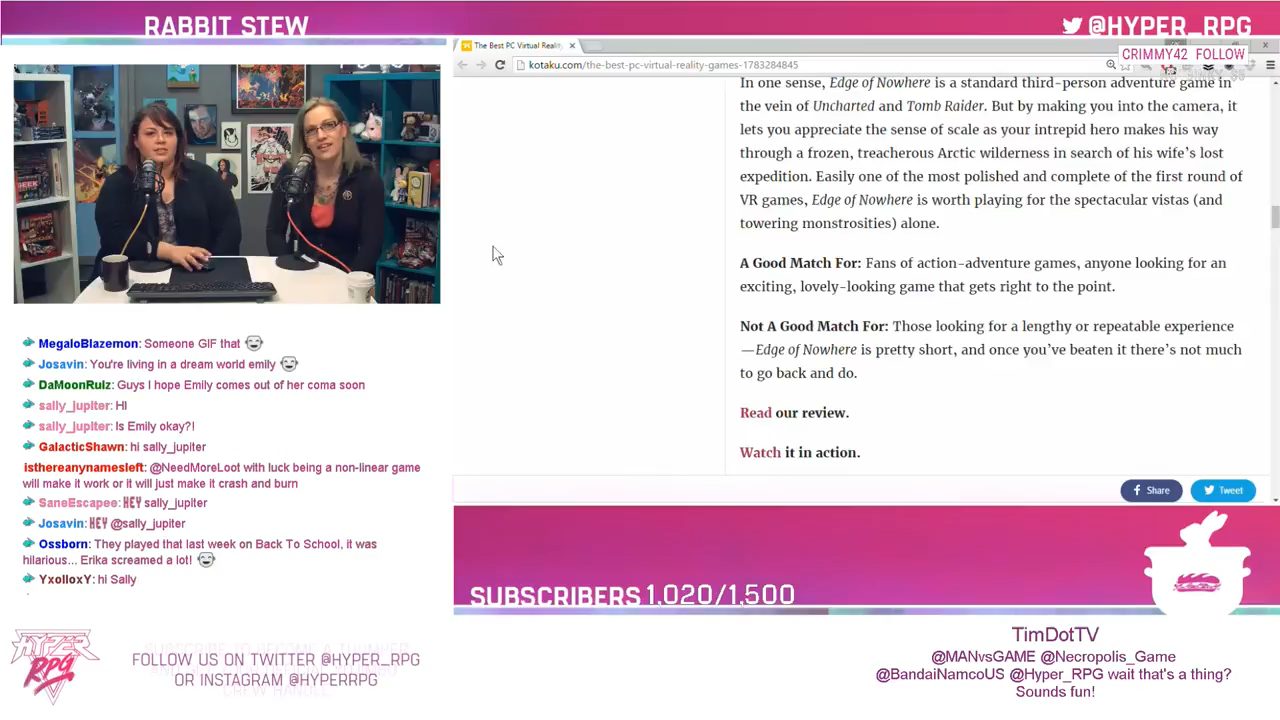 RABBIT STEW
@HYPER_RPG
The Best PC Virtual Realit
CRIMMY42 FOLLOW
kotaku.com/the-best-pc-virtual-reality-games-1783284845
In one sense, Edge of Nowhere is a standard third-person adventure game in
the vein of Uncharted and Tomb Raider. But by making you into the camera, it
lets you appreciate the sense of scale as your intrepid hero makes his way
through a frozen, treacherous Arctic wilderness in search of his wife's lost
expedition. Easily one of the most polished and complete of the first round of
VR games, Edge of Nowhere is worth playing for the spectacular vistas (and
towering monstrosities) alone.
A Good Match For: Fans of action-adventure games, anyone looking for an
exciting, lovely-looking game that gets right to the point.
Not A Good Match For: Those looking for a lengthy or repeatable experience
—Edge of Nowhere is pretty short, and once you've beaten it there's not much
to go back and do.
Read our review.
Watch it in action.
Share
Tweet
GEEK
MegaloBlazemon: Someone GIF that
Josavin: You're living in a dream world emily
DaMoonRulz: Guys I hope Emily comes out of her coma soon
sally_jupiter: HI
sally_jupiter: Is Emily okay?!
GalacticShawn: hi sally_jupiter
isthereanynamesleft: @NeedMoreLoot with luck being a non-linear game
will make it work or it will just make it crash and burn
SaneEscapee: HEY sally_jupiter
Josavin: HEY @sally_jupiter
Ossborn: They played that last week on Back To School, it was
hilarious... Erika screamed a lot!
YxolloxY: hi Sally
SUBSCRIBERS 1,020/1,500
HYPER
RPG
FOLLOW US ON TWITTER @HYPER_RPG
OR INSTAGRAM @HYPERRPG
TimDotTV
@MANvsGAME @Necropolis_Game
@BandaiNamcoUS @Hyper_RPG wait that's a thing?
Sounds fun!